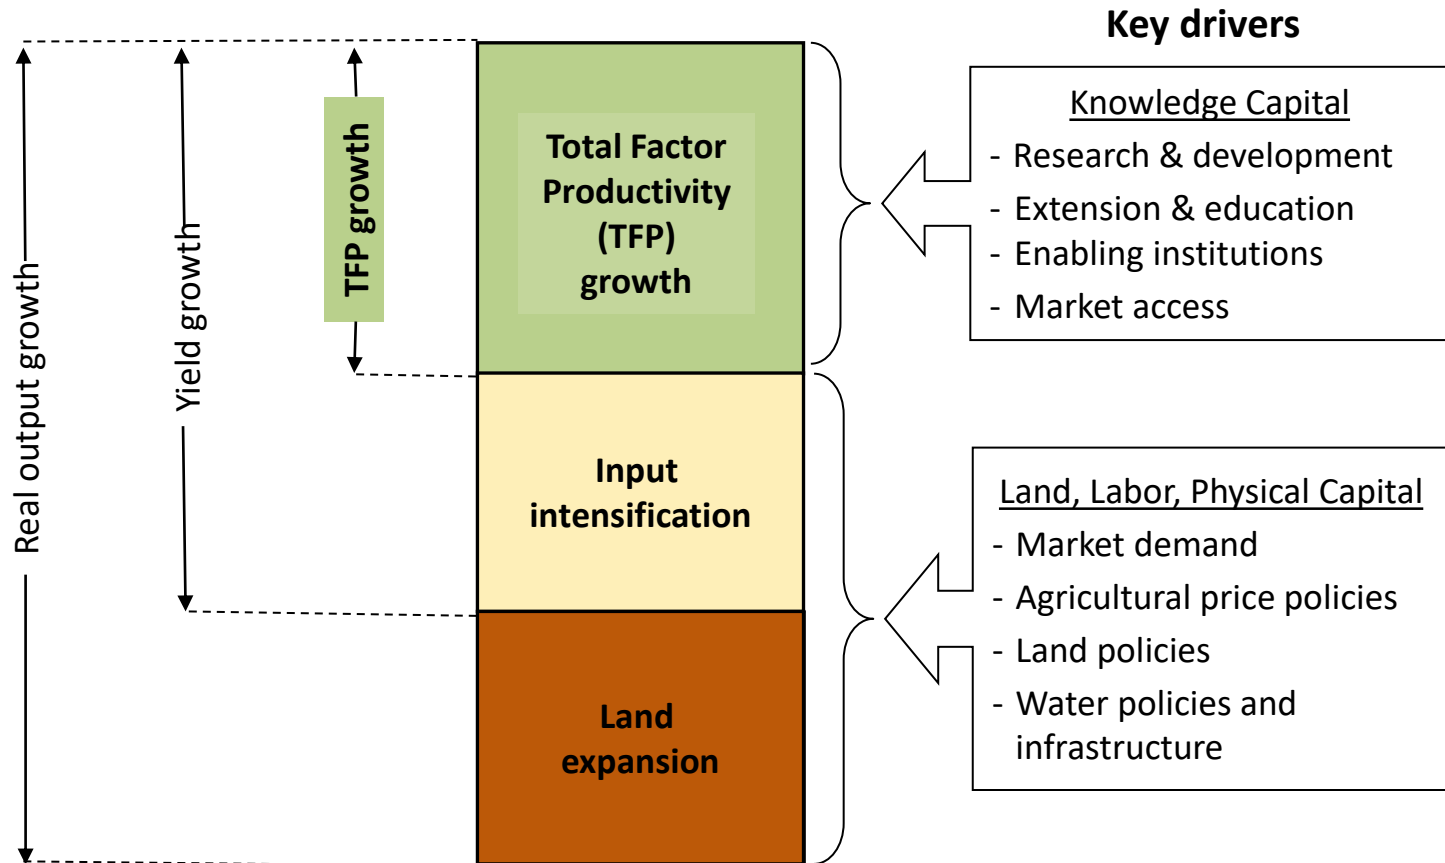 Key drivers
Real output growth
Yield growth
TFP growth
Total Factor
Productivity
(TFP)
growth
Input
intensification
Land
expansion
Knowledge Capital
- Research & development
- Extension & education
- Enabling institutions
- Market access
Land, Labor, Physical Capital
- Market demand
- Agricultural price policies
- Land policies
- Water policies and
infrastructure